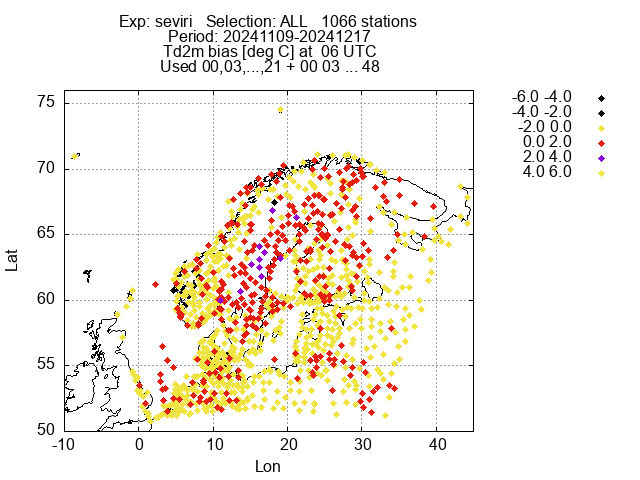 Exp: seviri Selection: ALL 1066 stations
Period: 20241109-20241217
Td2m bias [deg C] at 06 UTC
Used 00,03,...,21 + 00 03 ... 48
-6.0 -4.0
-4.0 -2.0
-2.0 0.0
0.0 2.0
2.0 4.0
4.0 6.0
75
70
65
60
55
50
Lat
-10 0 10 20 30 40
Lon